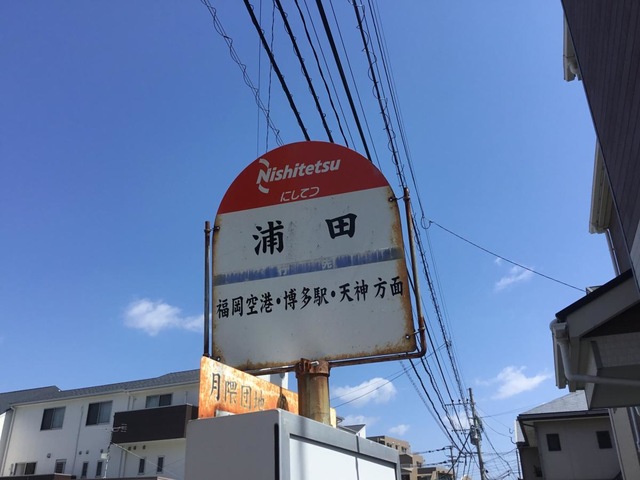 Nishitetsu
にしてつ
浦田
福岡空港・博多駅・天神方面
月隈団地